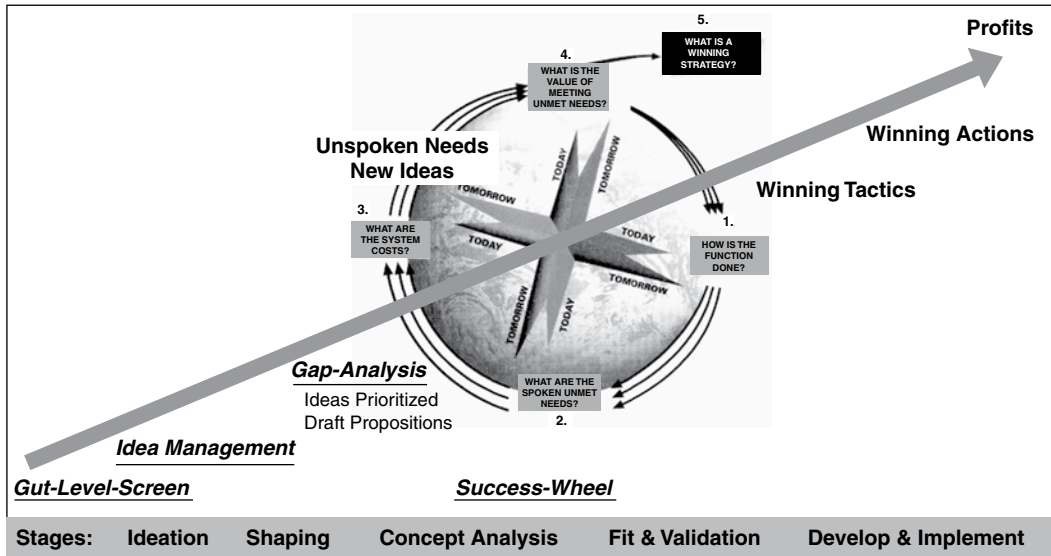 5.
WHAT IS A
WINNING
STRATEGY?
Profits
4.
WHAT IS THE
VALUE OF
MEETING
UNMET NEEDS?
Winning Actions
Unspoken Needs
New Ideas
TODAY
TOMORROW
TOMORROW
TODAY
TODAY
TOMORROW
TOMORROW
TODAY
Winning Tactics
3.
WHAT ARE
THE SYSTEM
COSTS?
1.
HOW IS THE
FUNCTION
DONE?
Gap-Analysis
Ideas Prioritized
Draft Propositions
WHAT ARE THE
SPOKEN UNMET
NEEDS?
2.
Idea Management
Gut-Level-Screen
Success-Wheel
Stages: Ideation Shaping Concept Analysis Fit & Validation Develop & Implement